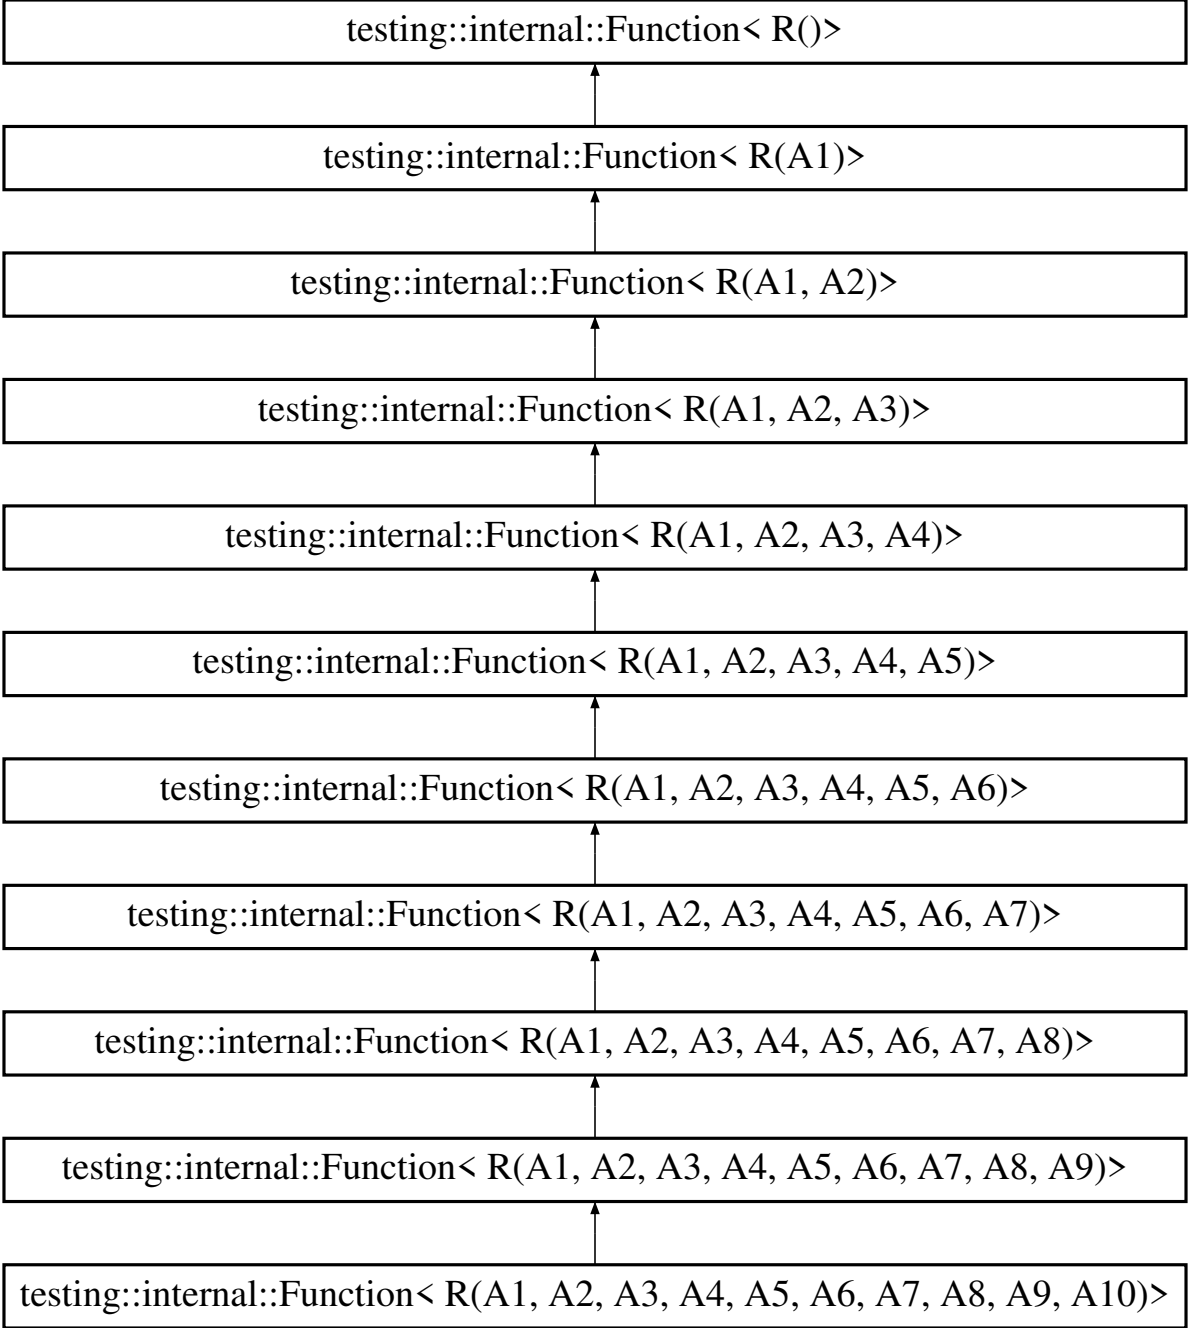 testing::internal::Function< R()>
testing::internal::Function< R(A1)>
testing::internal::Function< R(A1, A2)>
testing::internal::Function< R(A1, A2, A3)>
testing::internal::Function< R(A1, A2, A3, A4)>
testing::internal::Function< R(A1, A2, A3, A4, A5)>
testing::internal::Function< R(A1, A2, A3, A4, A5, A6)>
testing::internal::Function< R(A1, A2, A3, A4, A5, A6, A7)>
testing::internal::Function< R(A1, A2, A3, A4, A5, A6, A7, A8)>
testing::internal::Function< R(A1, A2, A3, A4, A5, A6, A7, A8, A9)>
testing::internal::Function< R(A1, A2, A3, A4, A5, A6, A7, A8, A9, A10)>